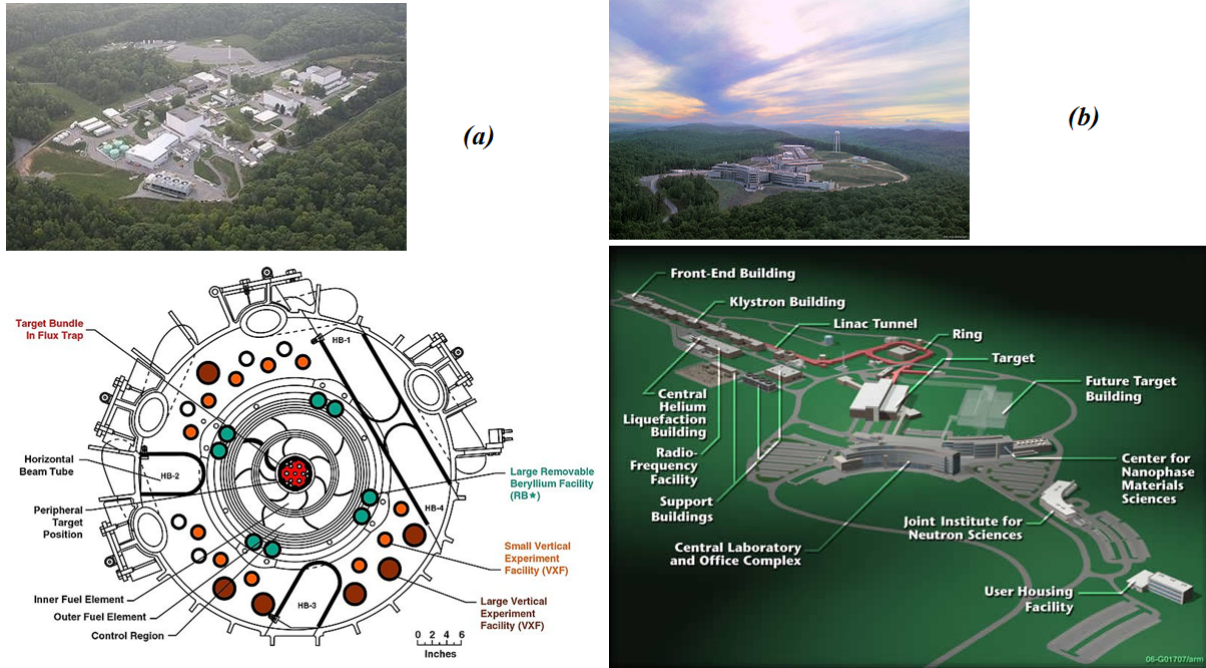 (a)
(b)
Target Bundle
In Flux Trap
HB-1
Horizontal
Beam Tube
HB-2
Peripheral
Target
Position
Large Removable
Beryllium Facility
(RB★)
HB-4
Small Vertical
Experiment
Facility (VXF)
Inner Fuel Element
Outer Fuel Element
Control Region
HB-3
Large Vertical
Experiment
Facility (VXF)
0 2 4 6
Inches
Front-End Building
Klystron Building
Linac Tunnel
Ring
Target
Future Target
Building
Central
Helium
Liquefaction
Building
Radio-
Frequency
Facility
Support
Buildings
Center for
Nanophase
Materials
Sciences
Joint Institute for
Neutron Sciences
Central Laboratory
and Office Complex
User Housing
Facility
06-G01707/arm